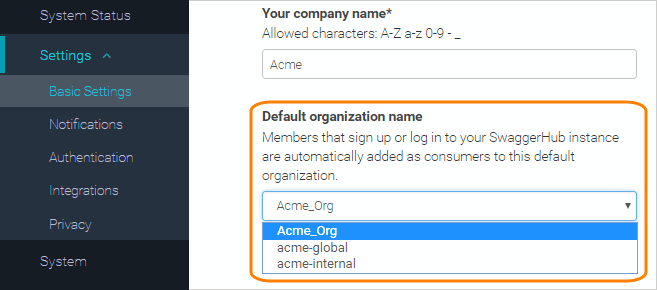 System Status
Settings
Basic Settings
Notifications
Authentication
Integrations
Privacy
System
Your company name*
Allowed characters: A-Z a-z 0-9 - _
Acme
Default organization name
Members that sign up or log in to your SwaggerHub instance
are automatically added as consumers to this default
organization.
Acme_Org
Acme_Org
acme-global
acme-internal